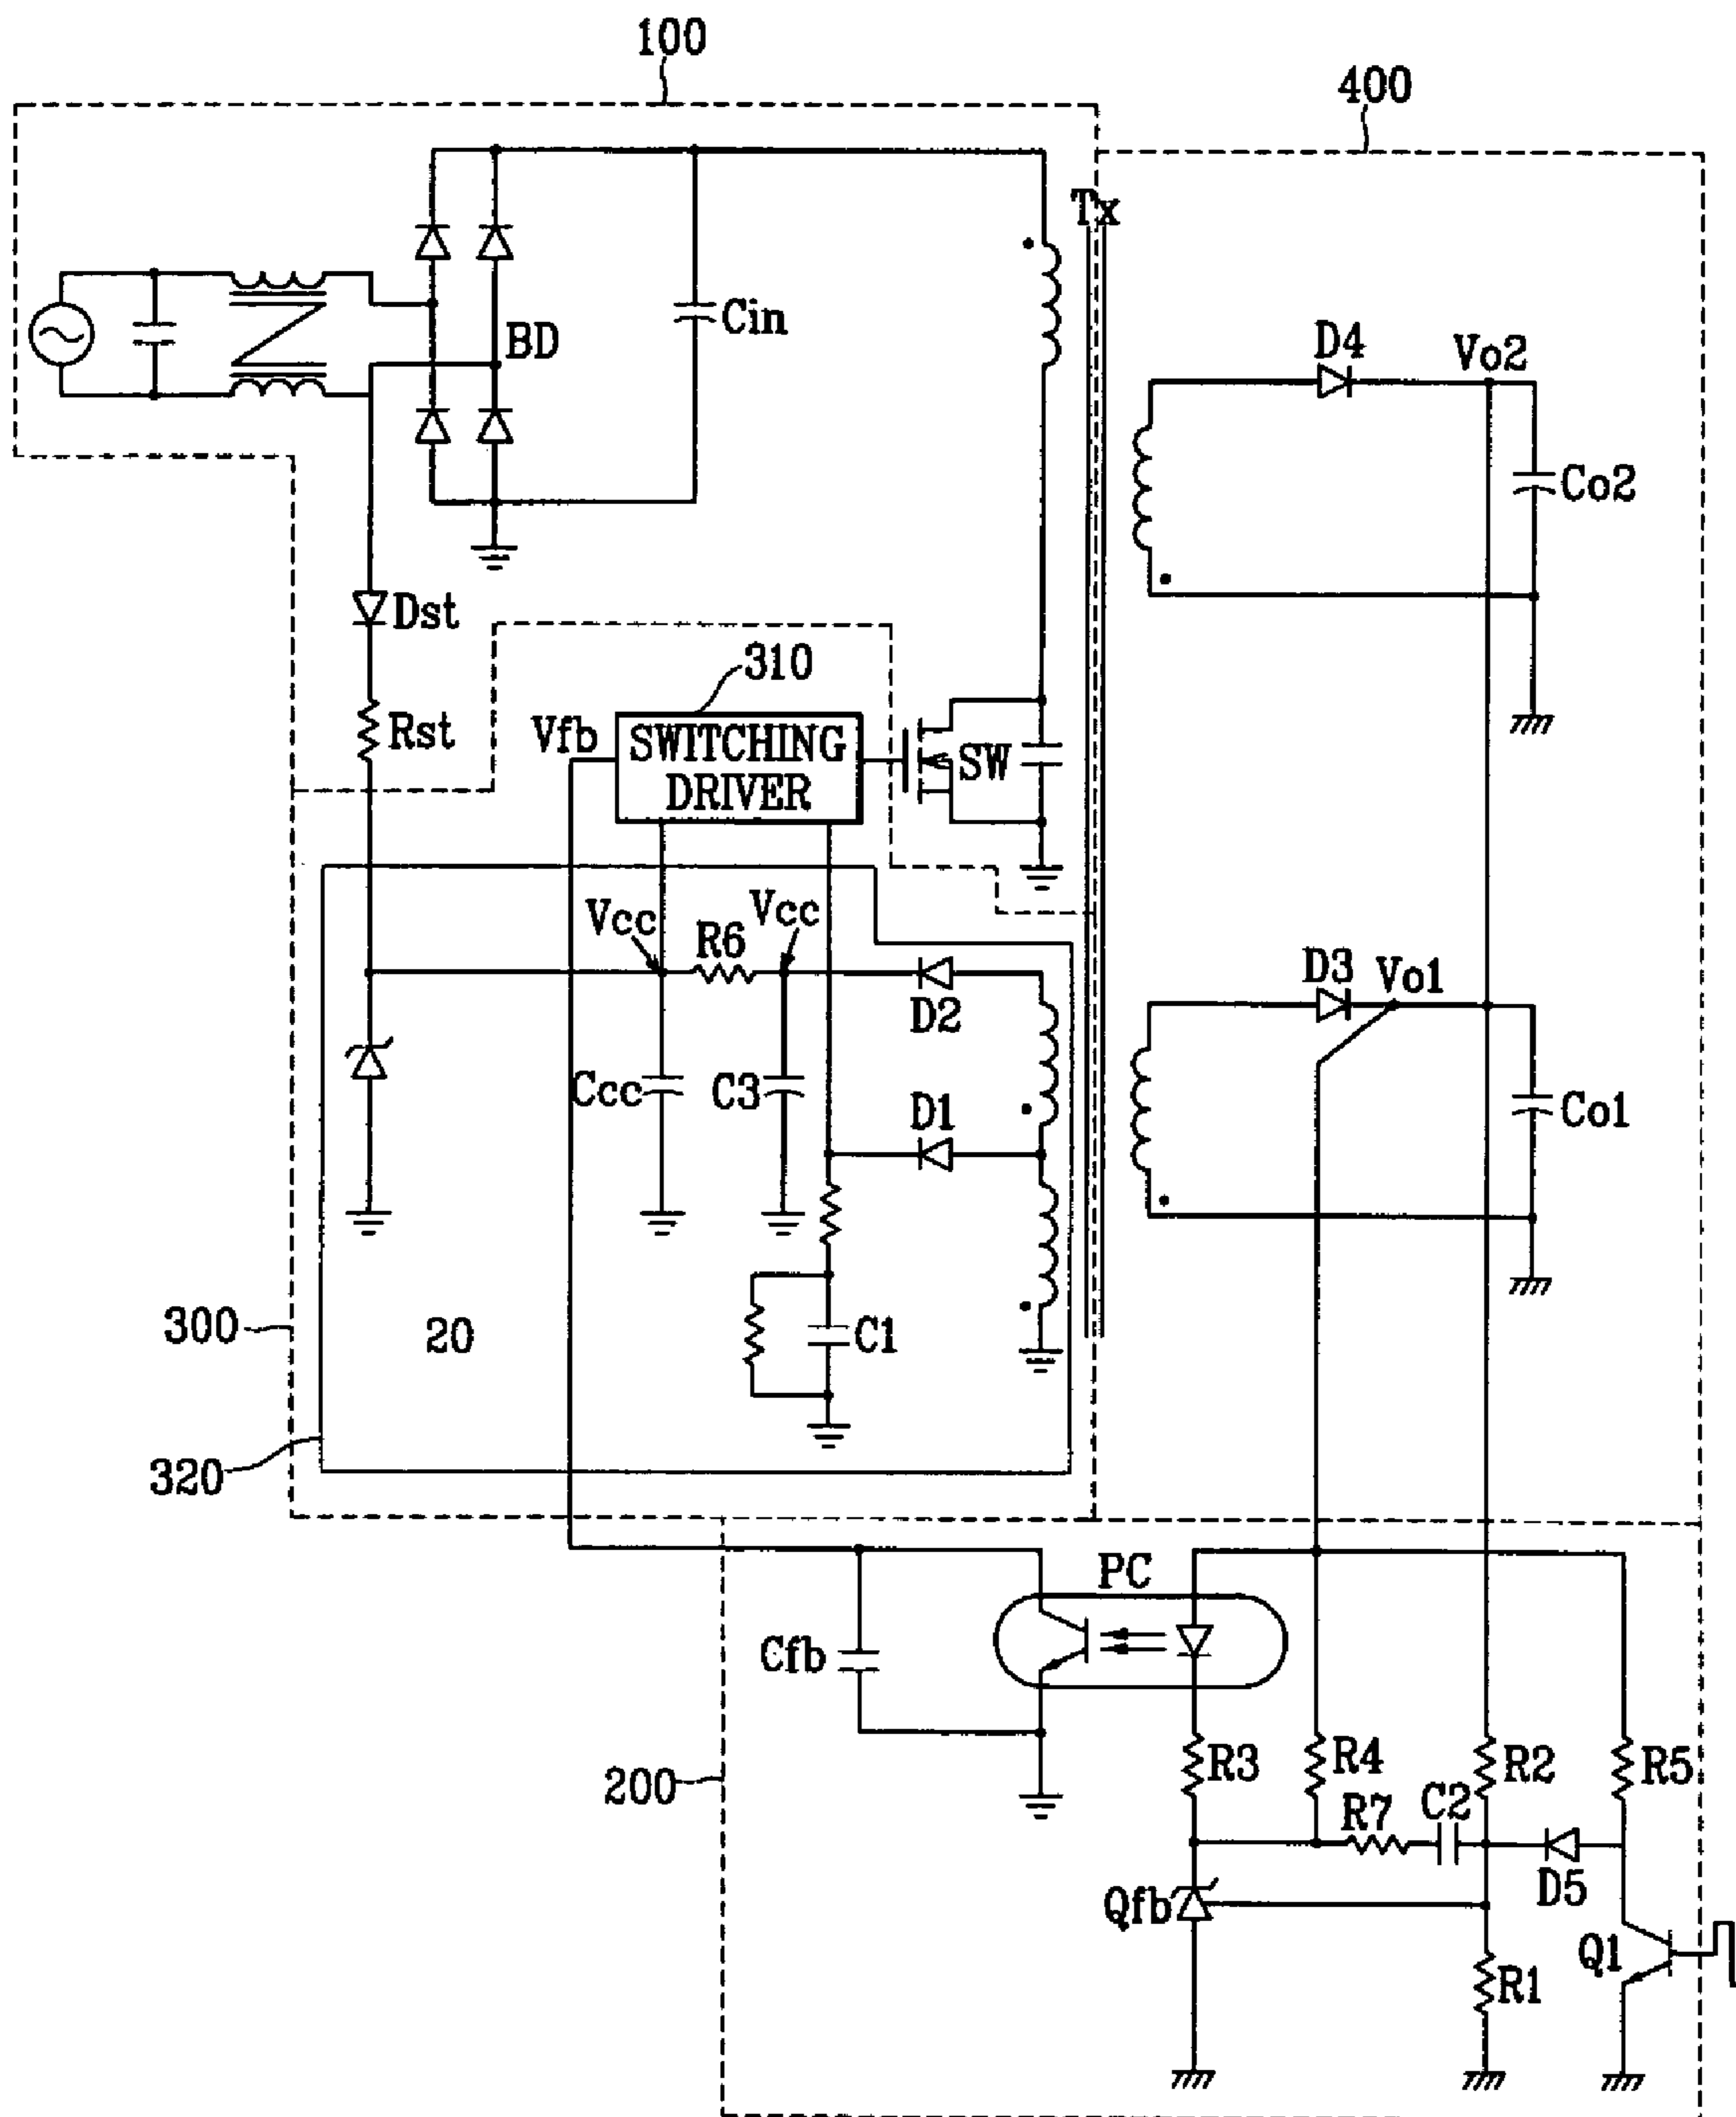 100
400
Tx
BD
Cin
D4
Vo2
Co2
Dst
310
Rst
Vfb
SWITCHING
DRIVER
SW
Vcc
R6
Vcc
D3
Vo1
D2
Ccc
C3
D1
Co1
300
20
C1
320
PC
Cfb
200
R3
R4
R2
R5
R7
C2
D5
Qfb
Q1
R1